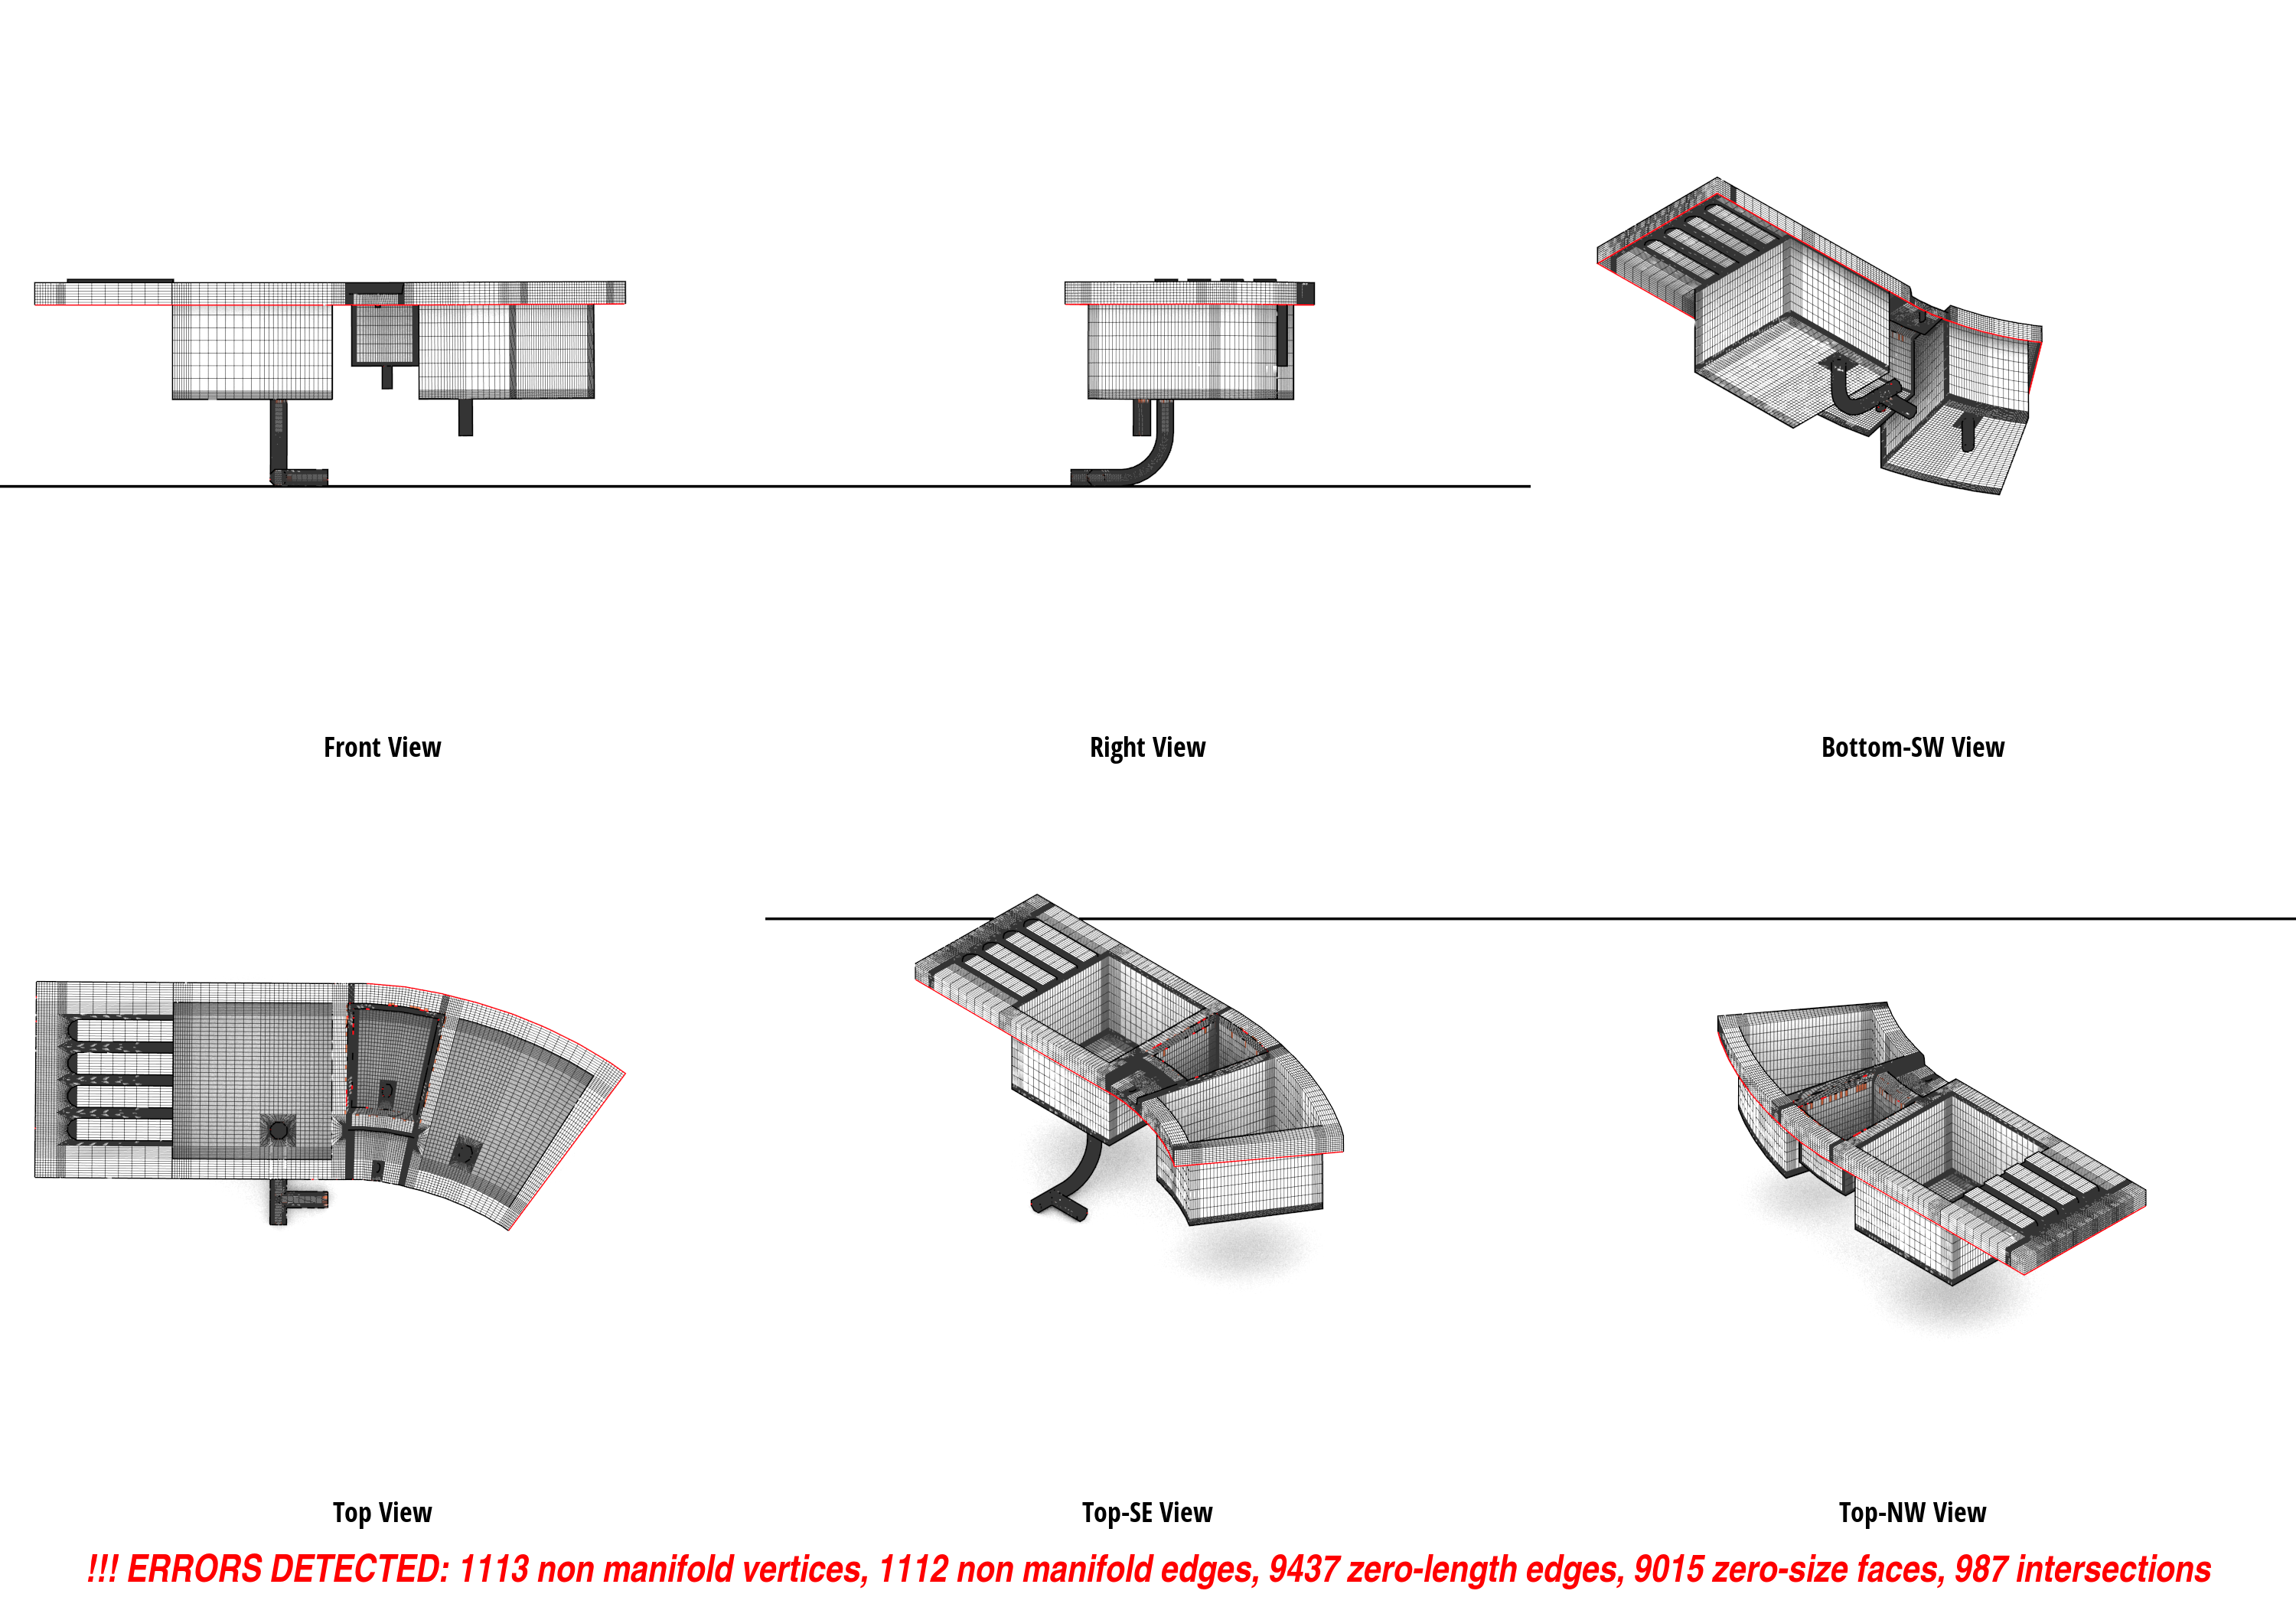 Front View
Right View
Bottom-SW View
Top View
Top-SE View
Top-NW View
!!! ERRORS DETECTED: 1113 non manifold vertices, 1112 non manifold edges, 9437 zero-length edges, 9015 zero-size faces, 987 intersections